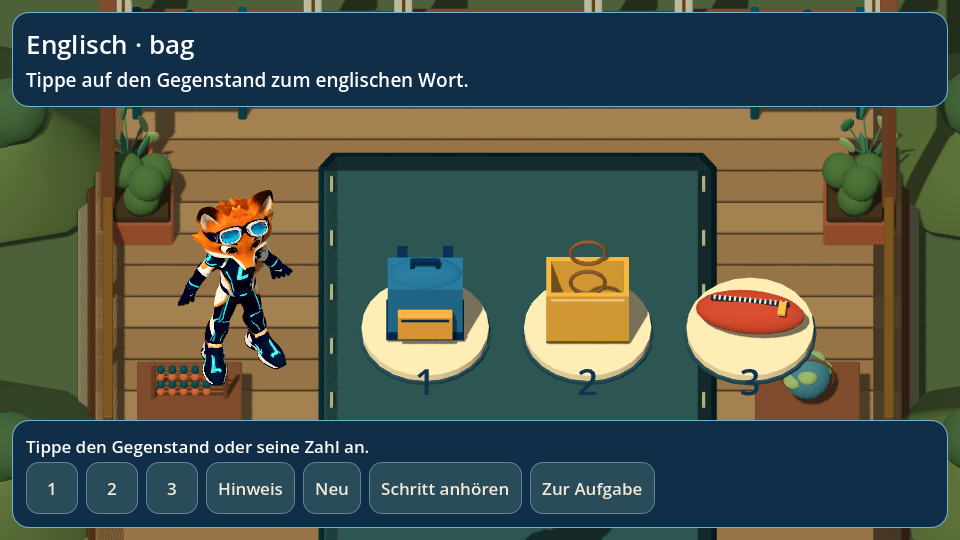 Englisch · bag
Tippe auf den Gegenstand zum englischen Wort.
1
2
3
Tippe den Gegenstand oder seine Zahl an.
1
2
3
Hinweis
Neu
Schritt anhören
Zur Aufgabe